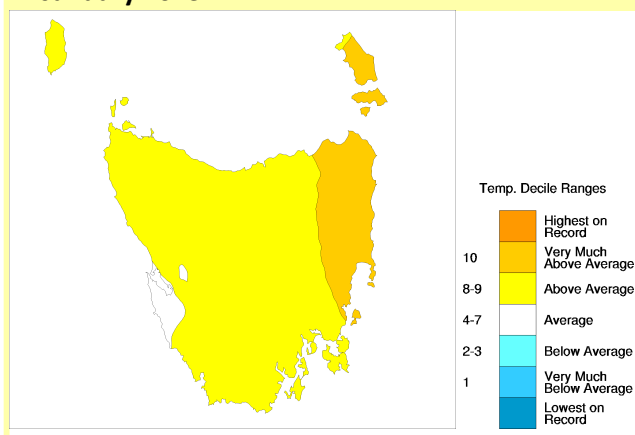 Temp. Decile Ranges
Highest on
Record
10 Very Much
Above Average
8-9 Above Average
4-7 Average
2-3 Below Average
1 Very Much
Below Average
Lowest on
Record